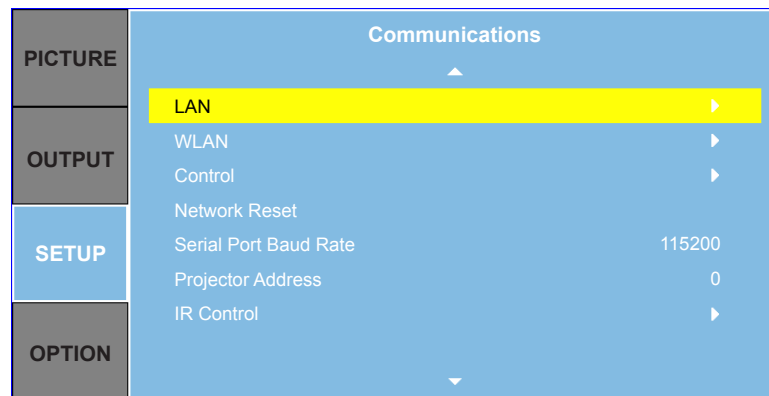 PICTURE
OUTPUT
SETUP
OPTION
Communications
LAN
WLAN
Control
Network Reset
Serial Port Baud Rate 115200
Projector Address 0
IR Control